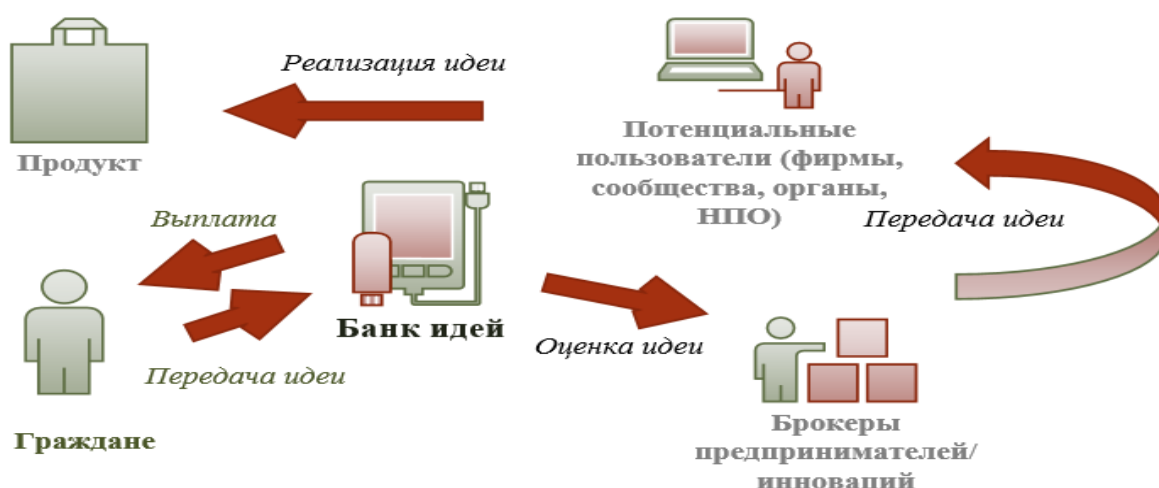 Реализация идеи
Продукт
Потенциальные
пользователи (фирмы,
сообщества, органы,
НПО)
Передача идеи
Выплата
Банк идей
Передача идеи
Оценка идеи
Граждане
Брокеры
предпринимателей/
инноваций